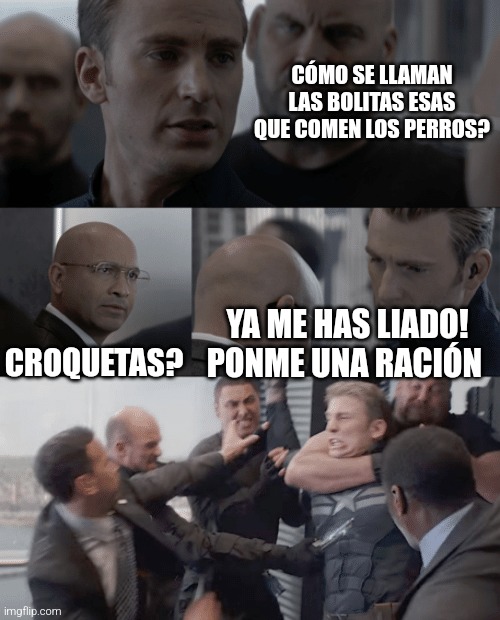 CÓMO SE LLAMAN
LAS BOLITAS ESAS
QUE COMEN LOS PERROS?
CROQUETAS?
YA ME HAS LIADO!
PONME UNA RACIÓN
imgflip.com